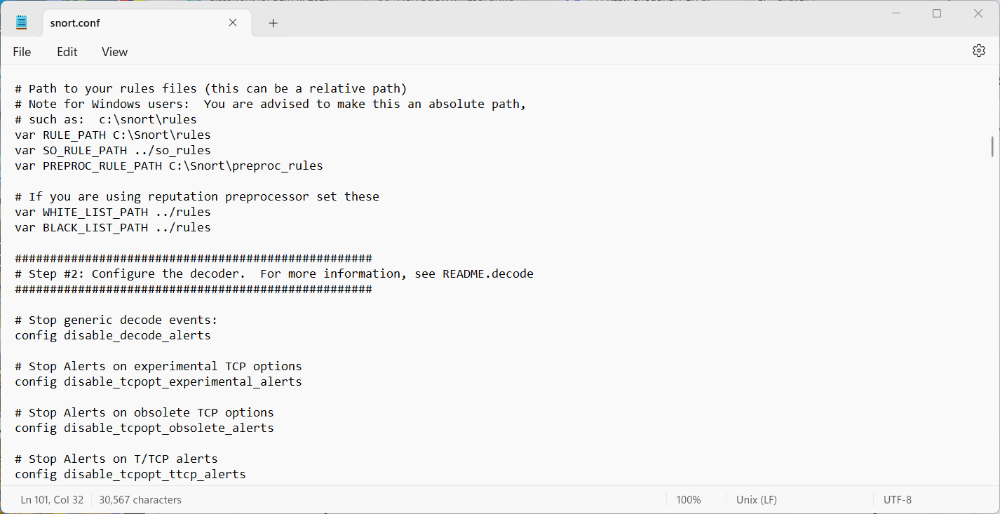 snort.conf
File Edit View
# Path to your rules files (this can be a relative path)
# Note for Windows users:  You are advised to make this an absolute path,
# such as:  c:\snort\rules
var RULE_PATH C:\Snort\rules
var SO_RULE_PATH ../so_rules
var PREPROC_RULE_PATH C:\Snort\preproc_rules
# If you are using reputation preprocessor set these
var WHITE_LIST_PATH ../rules
var BLACK_LIST_PATH ../rules
###################################################
# Step #2: Configure the decoder.  For more information, see README.decode
###################################################
# Stop generic decode events:
config disable_decode_alerts
# Stop Alerts on experimental TCP options
config disable_tcpopt_experimental_alerts
# Stop Alerts on obsolete TCP options
config disable_tcpopt_obsolete_alerts
# Stop Alerts on T/TCP alerts
config disable_tcpopt_ttcp_alerts
Ln 101, Col 32 30,567 characters 100% Unix (LF) UTF-8